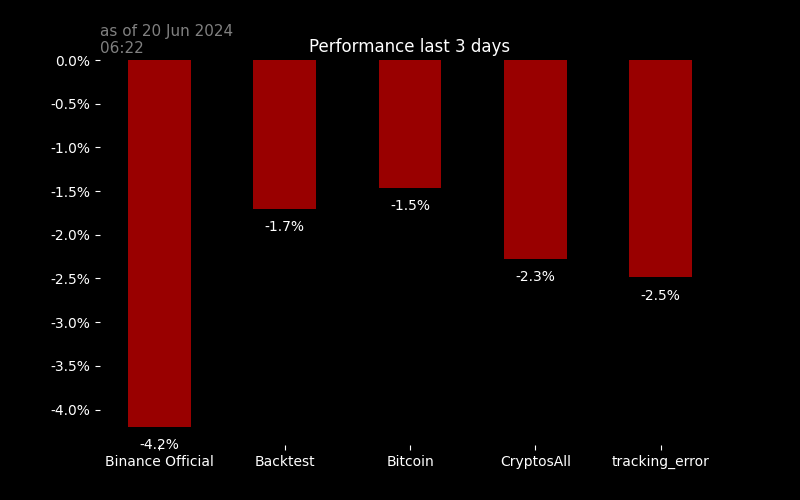 as of 20 Jun 2024
06:22
Performance last 3 days
0.0%
-0.5%
-1.0%
-1.5%
-2.0%
-2.5%
-3.0%
-3.5%
-4.0%
-4.2%
-1.7%
-1.5%
-2.3%
-2.5%
Binance Official
Backtest
Bitcoin
CryptosAll
tracking_error